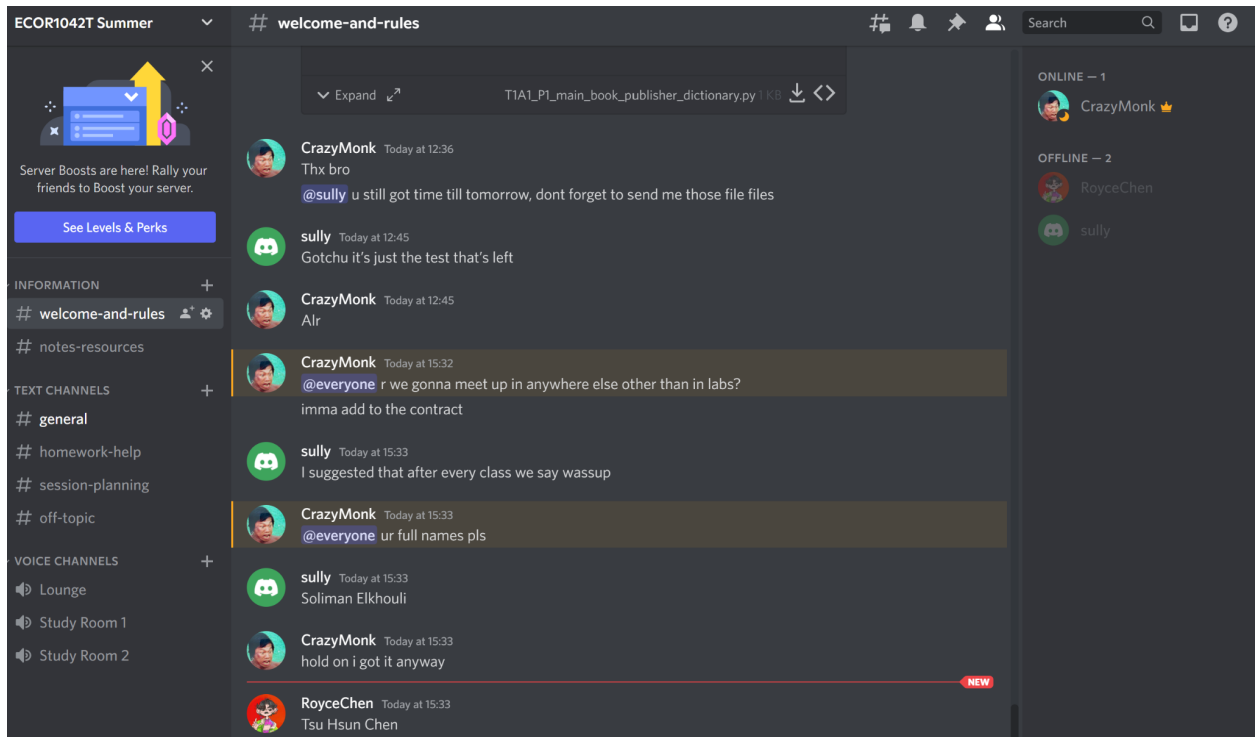 ECOR1042T Summer
Server Boosts are here! Rally your
friends to Boost your server.
See Levels & Perks
INFORMATION
welcome-and-rules
notes-resources
TEXT CHANNELS
general
homework-help
session-planning
off-topic
VOICE CHANNELS
Lounge
Study Room 1
Study Room 2
# welcome-and-rules
Search
Expand T1A1_P1_main_book_publisher_dictionary.py 1 KB
CrazyMonk Today at 12:36
Thx bro
@sully u still got time till tomorrow, dont forget to send me those file files
sully Today at 12:45
Gotchu it's just the test that's left
CrazyMonk Today at 12:45
Alr
CrazyMonk Today at 15:32
@everyone r we gonna meet up in anywhere else other than in labs?
imma add to the contract
sully Today at 15:33
I suggested that after every class we say wassup
CrazyMonk Today at 15:33
@everyone ur full names pls
sully Today at 15:33
Soliman Elkhouli
CrazyMonk Today at 15:33
hold on i got it anyway
NEW
RoyceChen Today at 15:33
Tsu Hsun Chen
ONLINE — 1
CrazyMonk
OFFLINE — 2
RoyceChen
sully